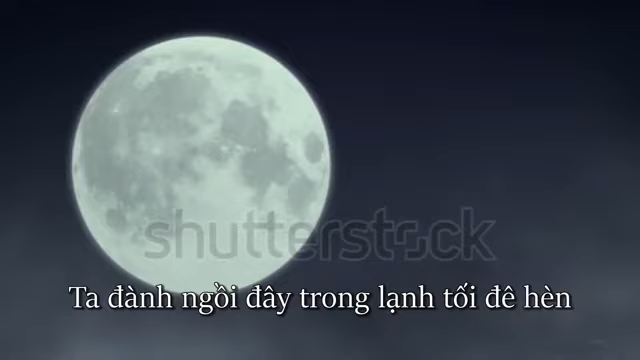 shutterstock
Ta đành ngồi đây trong lạnh tối đê hèn